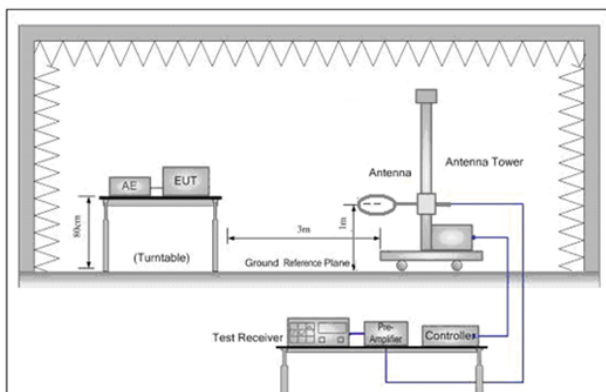 Antenna
Antenna Tower
AE
EUT
80cm
1m
(Turntable)
3m
Ground Reference Plane
Test Receiver
Pre-
Amplifier
Controller